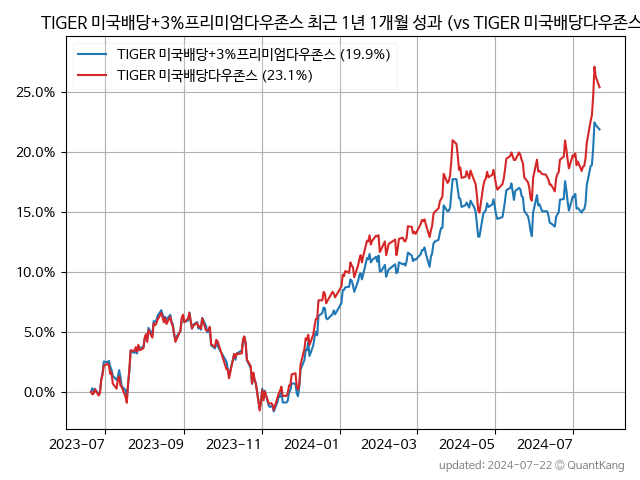 TIGER 미국배당+3%프리미엄다우존스 최근 1년 1개월 성과 (vs TIGER 미국배당다우존스
TIGER 미국배당+3%프리미엄다우존스 (19.9%)
TIGER 미국배당다우존스 (23.1%)
25.0%
20.0%
15.0%
10.0%
5.0%
0.0%
2023-07 2023-09 2023-11 2024-01 2024-03 2024-05 2024-07
updated: 2024-07-22 © QuantKang